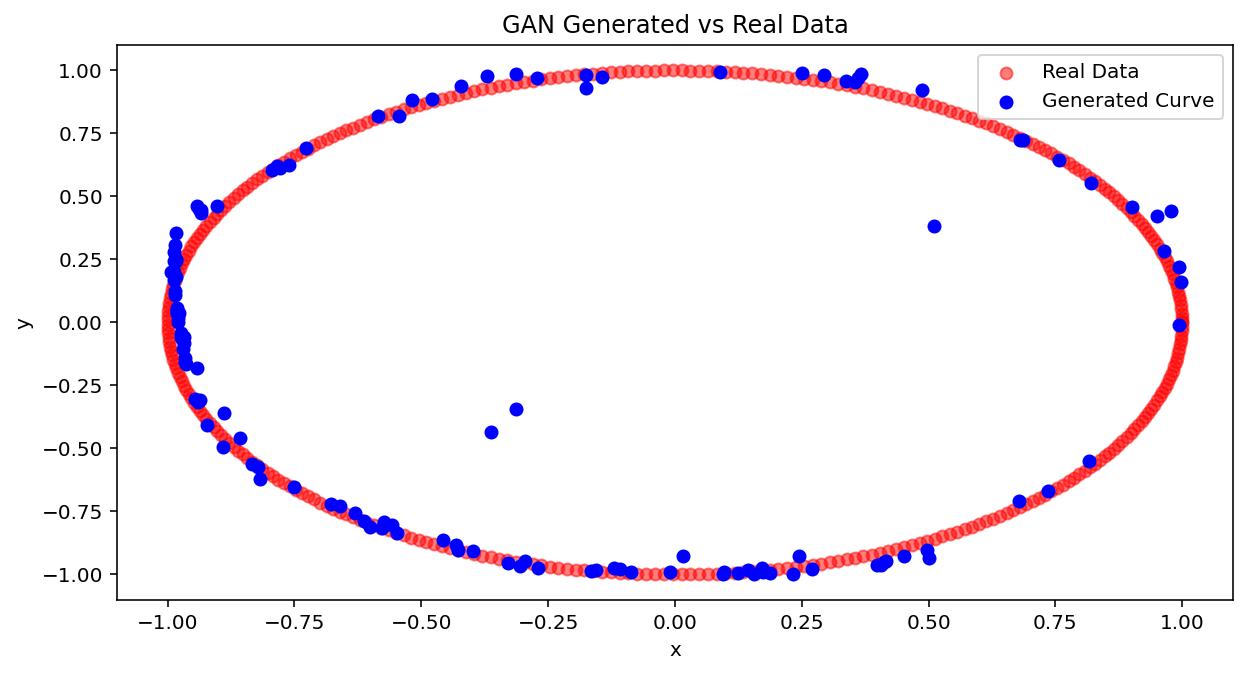 GAN Generated vs Real Data
Real Data
Generated Curve
1.00
0.75
0.50
0.25
0.00
−0.25
−0.50
−0.75
−1.00
y
−1.00 −0.75 −0.50 −0.25 0.00 0.25 0.50 0.75 1.00
x